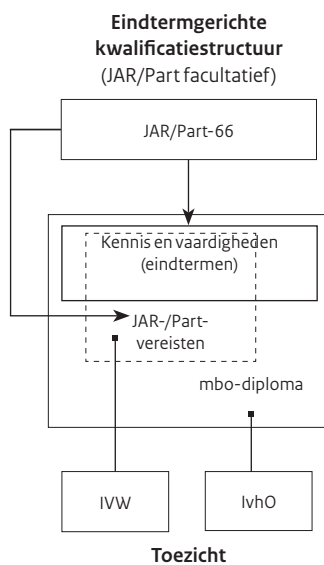 Eindtermgerichte
kwalificatiestructuur
(JAR/Part facultatief)
JAR/Part-66
Kennis en vaardigheden
(eindtermen)
JAR-/Part-
vereisten
mbo-diploma
IVW
IvhO
Toezicht